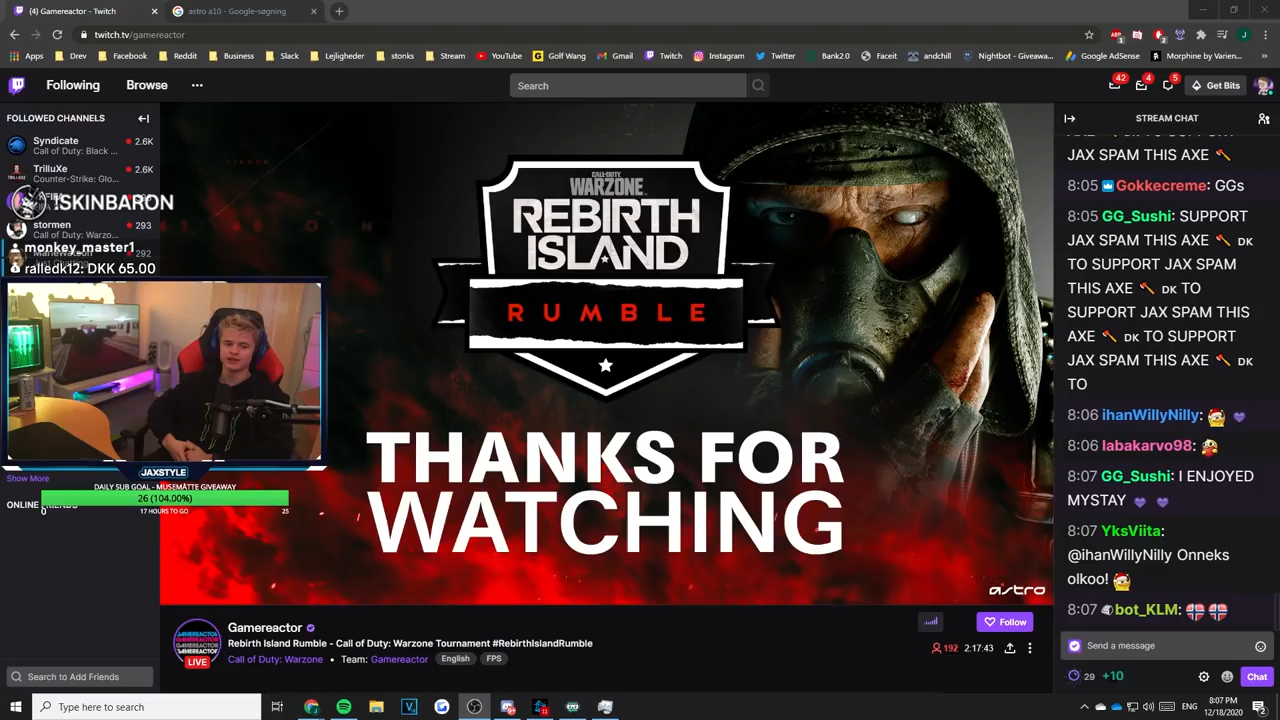 (4) Gamereactor - Twitch
astro a10 - Google-søgning
twitch.tv/gamereactor
Apps
Drev
Facebook
Reddit
Business
Slack
Lejligheder
stonks
Stream
YouTube
Golf Wang
Gmail
Twitch
Instagram
Twitter
Bank2.0
Faceit
andchill
Nightbot - Giveawa...
Google AdSense
Morphine by Varien...
Following
Browse
Search
42
4
5
Get Bits
FOLLOWED CHANNELS
Syndicate
2.6K
Call of Duty: Black ...
TrilluXe
2.6K
Counter-Strike: Glo...
!SKINBARON
stormen
293
Call of Duty: Warzo...
monkey_master1
292
ralledk12: DKK 65.00
JAXSTYLE
Show More
DAILY SUB GOAL - MUSEMÅTTE GIVEAWAY
26 (104.00%)
ONLINE FRIENDS
0
17 HOURS TO GO
25
Search to Add Friends
CALL OF DUTY
WARZONE
REBIRTH
ISLAND
RUMBLE
THANKS FOR
WATCHING
ASTRO
Gamereactor
LIVE
Rebirth Island Rumble - Call of Duty: Warzone Tournament #RebirthIslandRumble
Call of Duty: Warzone • Team: Gamereactor
English
FPS
Follow
192
2:17:43
STREAM CHAT
JAX SPAM THIS AXE
8:05 Gokkecreme: GGs
8:05 GG_Sushi: SUPPORT
JAX SPAM THIS AXE 🪓 DK
TO SUPPORT JAX SPAM
THIS AXE 🪓 DK TO
SUPPORT JAX SPAM THIS
AXE 🪓 DK TO SUPPORT
JAX SPAM THIS AXE 🪓 DK
TO
8:06 ihanWillyNilly:
8:06 labakarvo98:
8:07 GG_Sushi: I ENJOYED
MYSTAY
8:07 YksViita:
@ihanWillyNilly Onneks
olkoo!
8:07 bot_KLM: 🇳🇴 🇳🇴
Send a message
29
+10
Chat
Type here to search
ENG
8:07 PM
12/18/2020
2